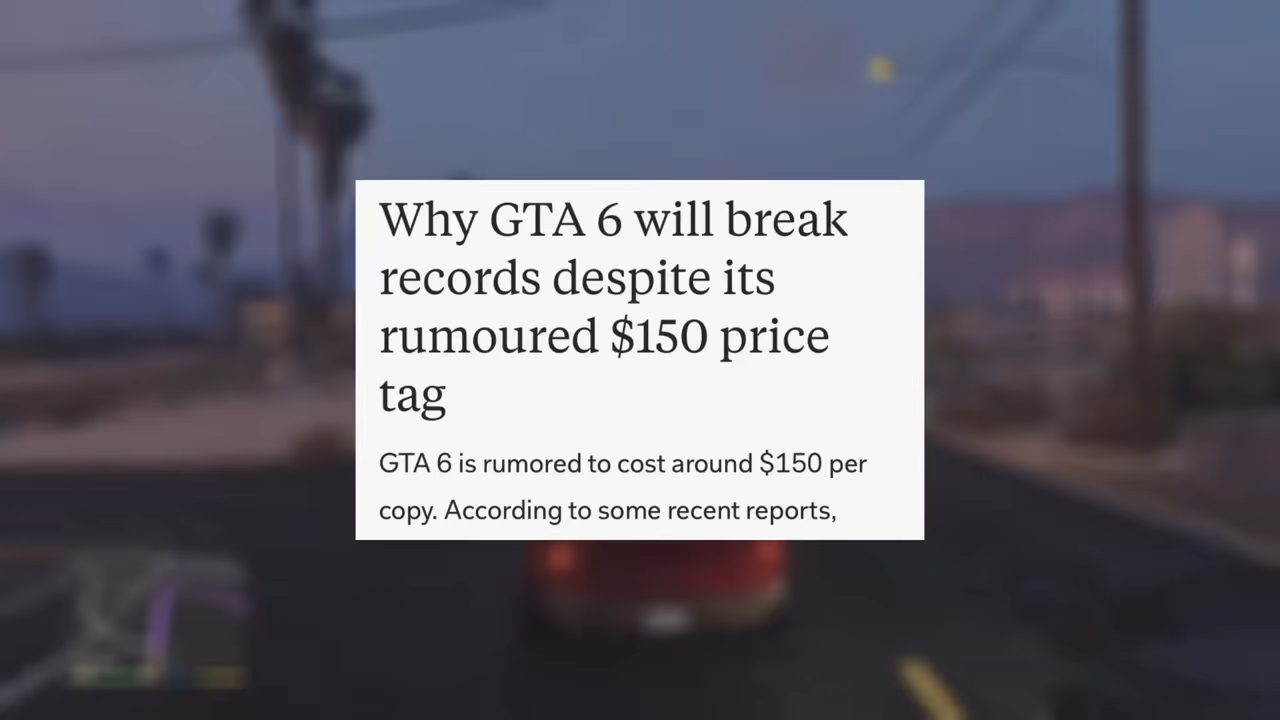 Why GTA 6 will break
records despite its
rumoured $150 price
tag
GTA 6 is rumored to cost around $150 per
copy. According to some recent reports,